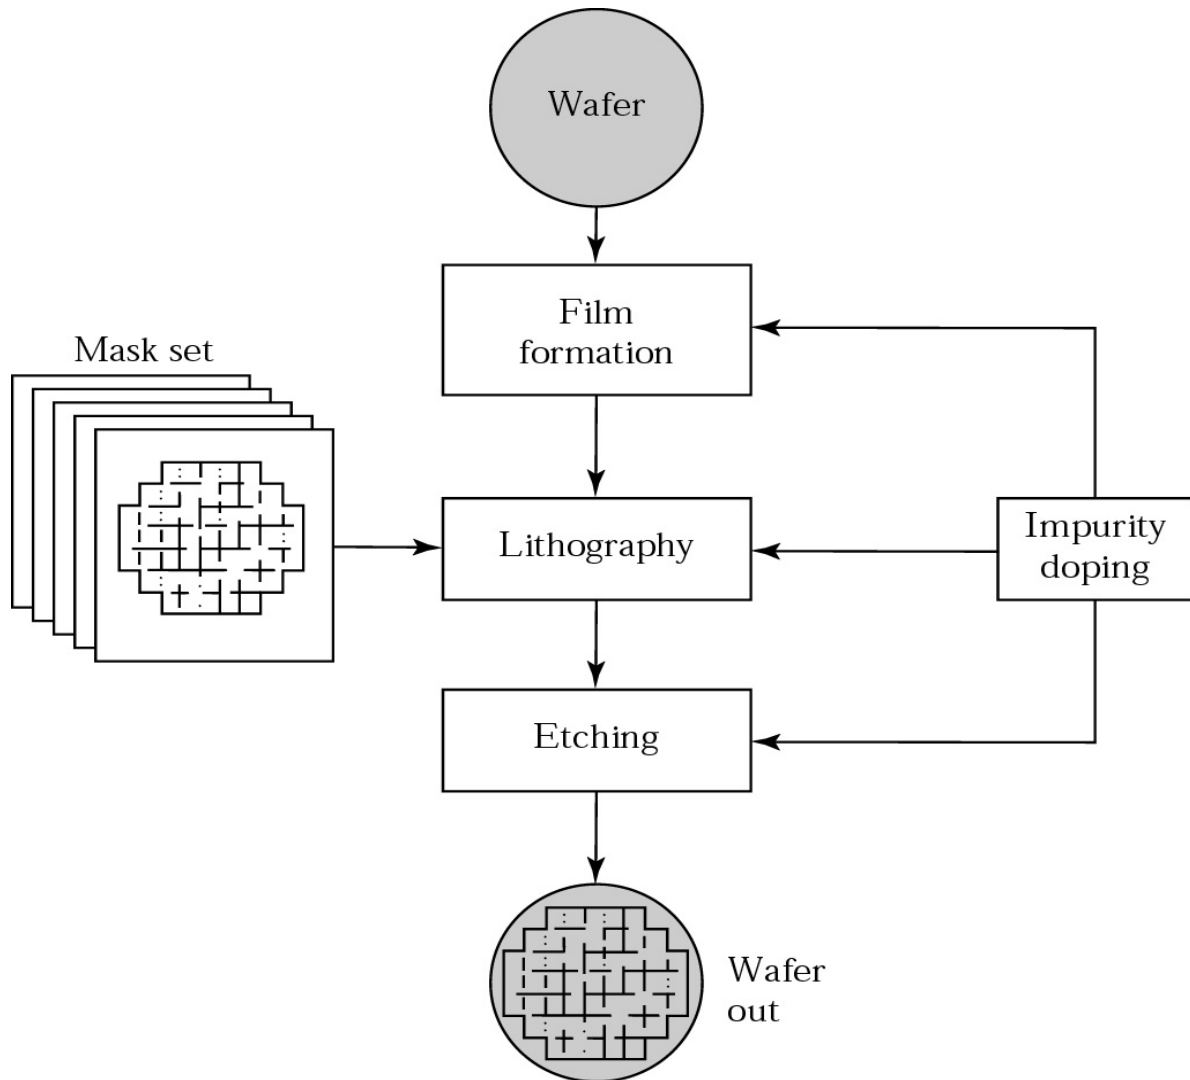 Wafer
Film
formation
Mask set
Lithography
Impurity
doping
Etching
Wafer
out